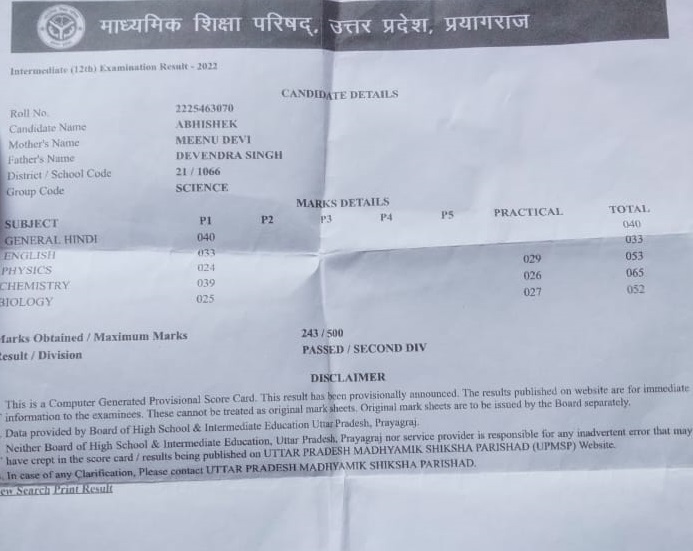 माध्यमिक शिक्षा परिषद्, उत्तर प्रदेश, प्रयागराज
Intermediate (12th) Examination Result - 2022
CANDIDATE DETAILS
Roll No. 2225463070
Candidate Name ABHISHEK
Mother's Name MEENU DEVI
Father's Name DEVENDRA SINGH
District / School Code 21 / 1066
Group Code SCIENCE
MARKS DETAILS
SUBJECT P1 P2 P3 P4 P5 PRACTICAL TOTAL
GENERAL HINDI 040 040
ENGLISH 033 033
PHYSICS 024 029 053
CHEMISTRY 039 026 065
BIOLOGY 025 027 052
Marks Obtained / Maximum Marks 243 / 500
Result / Division PASSED / SECOND DIV
DISCLAIMER
This is a Computer Generated Provisional Score Card. This result has been provisionally announced. The results published on website are for immediate
information to the examinees. These cannot be treated as original mark sheets. Original mark sheets are to be issued by the Board separately.
Data provided by Board of High School & Intermediate Education Uttar Pradesh, Prayagraj.
Neither Board of High School & Intermediate Education, Uttar Pradesh, Prayagraj nor service provider is responsible for any inadvertent error that may
have crept in the score card / results being published on UTTAR PRADESH MADHYAMIK SHIKSHA PARISHAD (UPMSP) Website.
In case of any Clarification, Please contact UTTAR PRADESH MADHYAMIK SHIKSHA PARISHAD.
Search Print Result